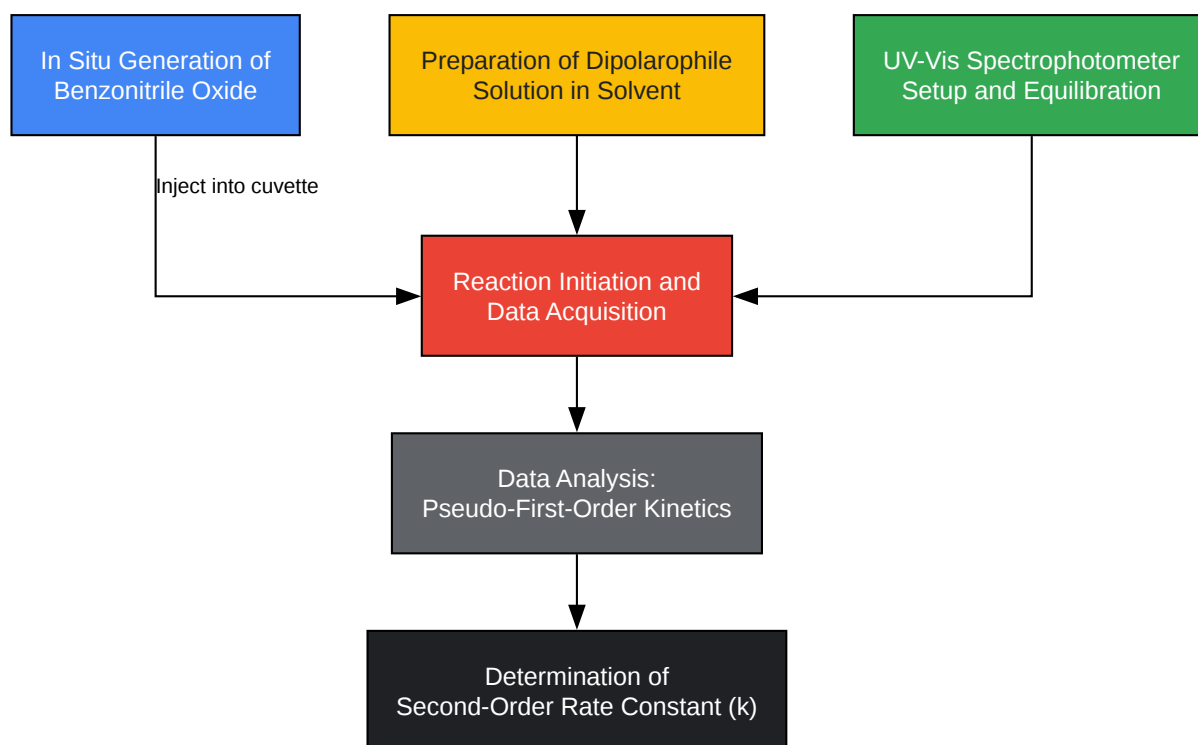 In Situ Generation of
Benzonitrile Oxide
Preparation of Dipolarophile
Solution in Solvent
UV-Vis Spectrophotometer
Setup and Equilibration
Inject into cuvette
Reaction Initiation and
Data Acquisition
Data Analysis:
Pseudo-First-Order Kinetics
Determination of
Second-Order Rate Constant (k)